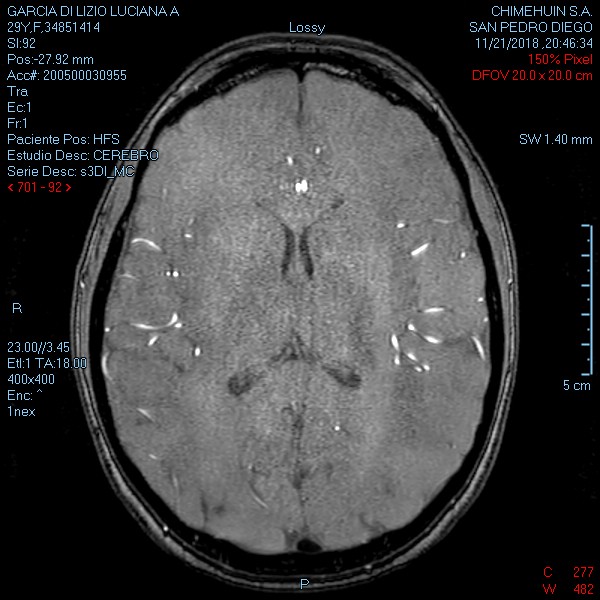 GARCIA DI LIZIO LUCIANA A
29Y,F,34851414
Sl:92
Pos:-27.92 mm
Acc#: 200500030955
Tra
Ec:1
Fr:1
Paciente Pos: HFS
Estudio Desc: CEREBRO
Serie Desc: s3DI_MC
< 701 - 92 >
Lossy
CHIMEHUIN S.A.
SAN PEDRO DIEGO
11/21/2018 ,20:46:34
150% Pixel
DFOV 20.0 x 20.0 cm
SW 1.40 mm
R
5 cm
23.00//3.45
Etl:1 TA:18.00
400x400
Enc: ^
1nex
P
C 277
W 482